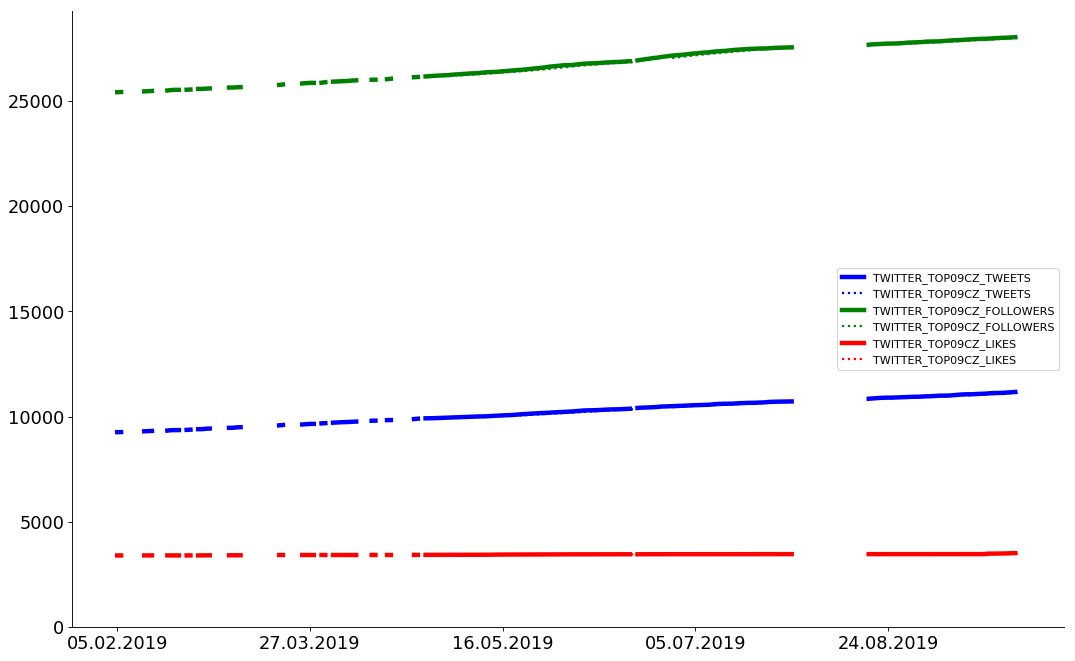 25000
20000
15000
10000
5000
0
05.02.2019
27.03.2019
16.05.2019
05.07.2019
24.08.2019
TWITTER_TOP09CZ_TWEETS
TWITTER_TOP09CZ_TWEETS
TWITTER_TOP09CZ_FOLLOWERS
TWITTER_TOP09CZ_FOLLOWERS
TWITTER_TOP09CZ_LIKES
TWITTER_TOP09CZ_LIKES